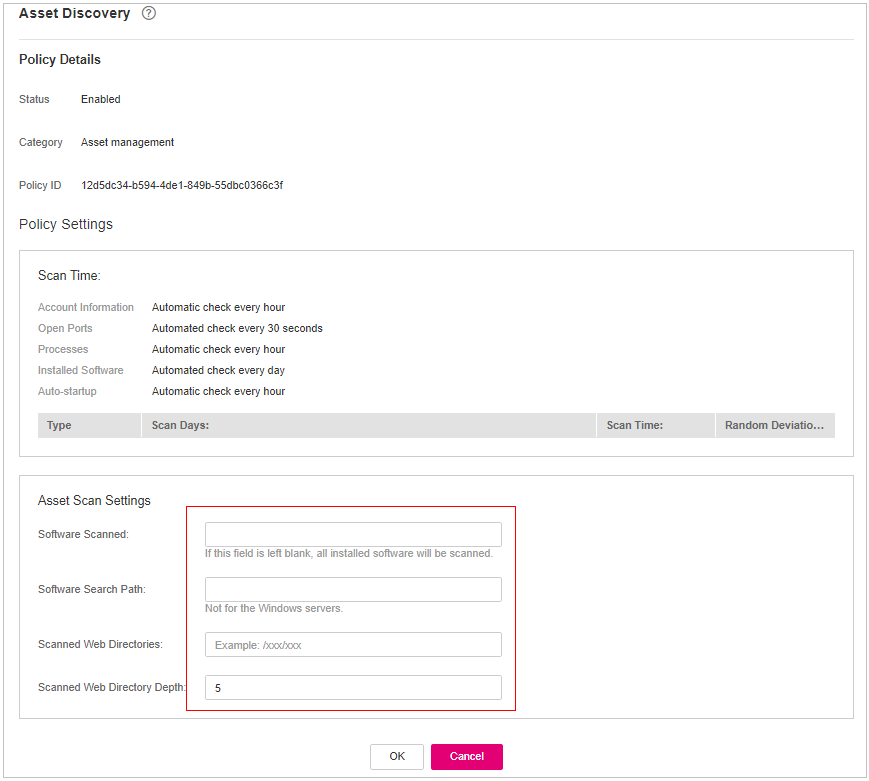 Asset Discovery ?
Policy Details
Status Enabled
Category Asset management
Policy ID 12d5dc34-b594-4de1-849b-55dbc0366c3f
Policy Settings
Scan Time:
Account Information Automatic check every hour
Open Ports Automated check every 30 seconds
Processes Automatic check every hour
Installed Software Automated check every day
Auto-startup Automatic check every hour
Type Scan Days: Scan Time: Random Deviatio...
Asset Scan Settings
Software Scanned:
If this field is left blank, all installed software will be scanned.
Software Search Path:
Not for the Windows servers.
Scanned Web Directories: Example: /xxx/xxx
Scanned Web Directory Depth: 5
OK Cancel